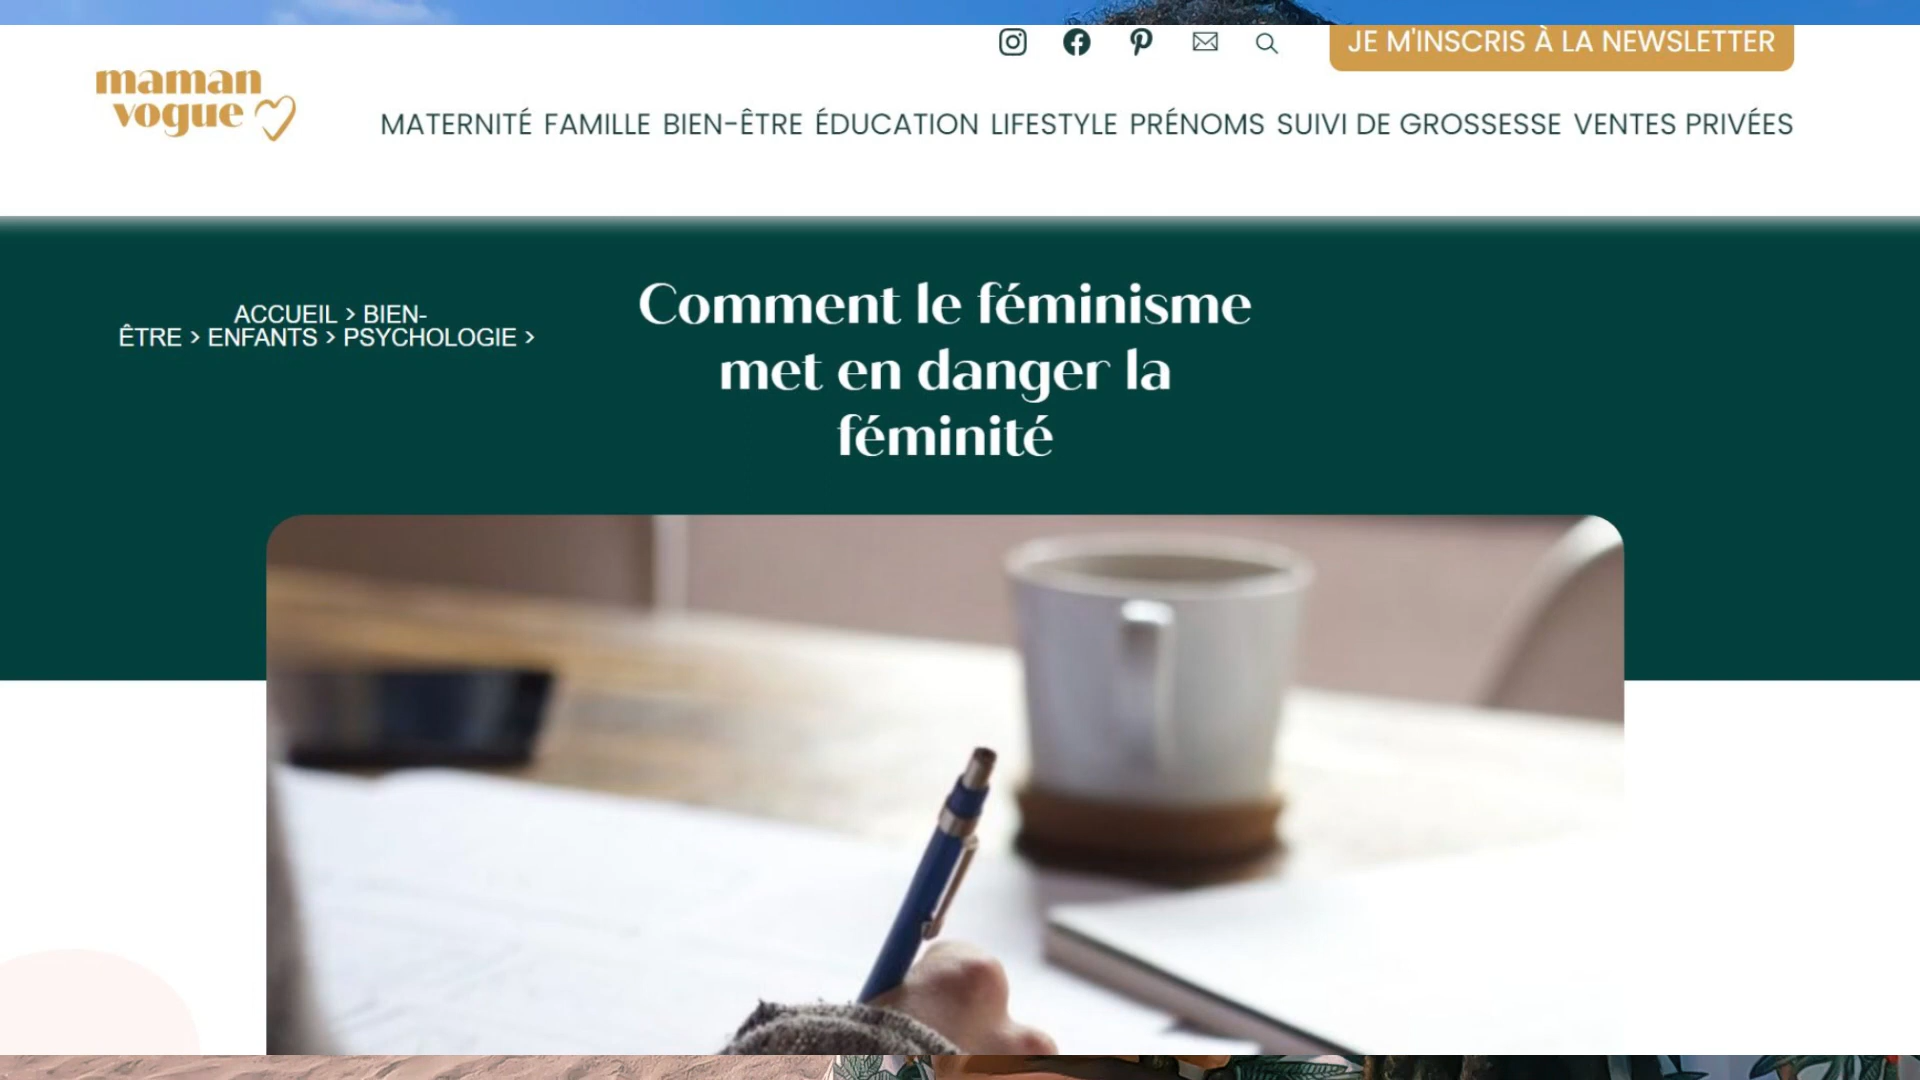 JE M'INSCRIS À LA NEWSLETTER
maman
vogue
MATERNITÉ FAMILLE BIEN-ÊTRE ÉDUCATION LIFESTYLE PRÉNOMS SUIVI DE GROSSESSE VENTES PRIVÉES
ACCUEIL > BIEN-
ÊTRE > ENFANTS > PSYCHOLOGIE >
Comment le féminisme
met en danger la
féminité